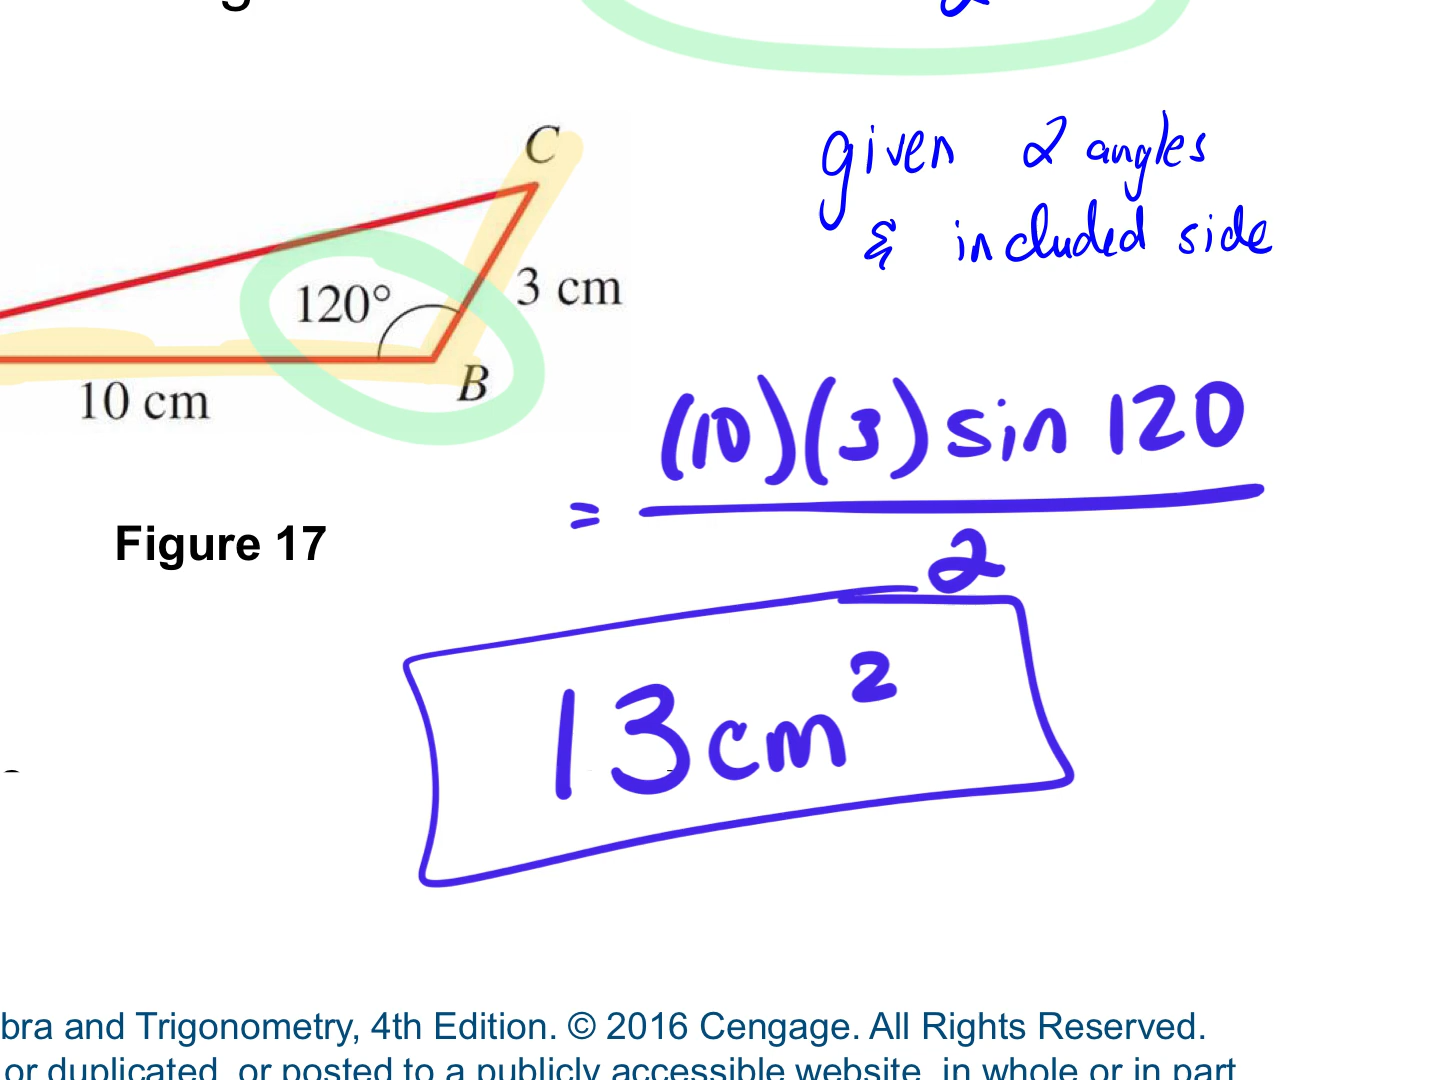 C
given 2 angles
& included side
120°
3 cm
B
10 cm
(10)(3) sin 120
=
2
Figure 17
13 cm²
bra and Trigonometry, 4th Edition. © 2016 Cengage. All Rights Reserved.
or duplicated, or posted to a publicly accessible website, in whole or in part